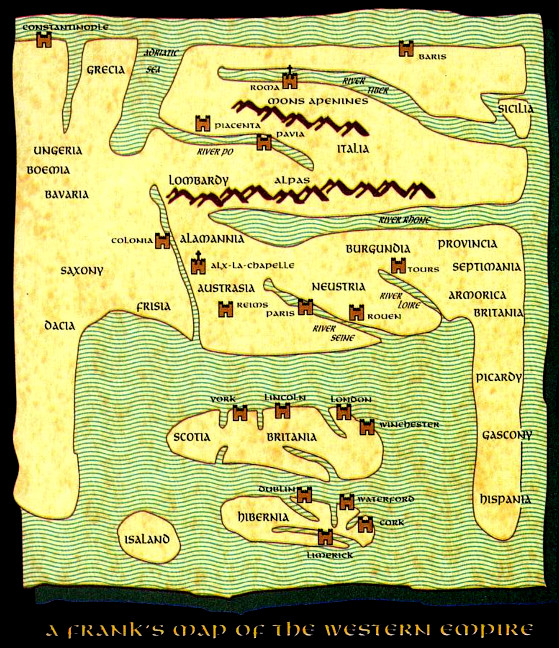 CONSTANTINOPLE
GRECIA
ADRIATIC
SEA
BARIS
ROMA
RIVER
TIBER
MONS APENINES
SICILIA
PIACENTA
PAVIA
RIVER PO
ITALIA
UNGERIA
BOEMIA
BAVARIA
LOMBARDY
ALPAS
RIVER RHONE
COLONIA
ALAMANNIA
BURGUNDIA
PROVINCIA
SAXONY
ALX-LA-CHAPELLE
TOURS
SEPTIMANIA
AUSTRASIA
NEUSTRIA
RIVER
LOIRE
ARMORICA
BRITANIA
FRISIA
REIMS
PARIS
ROUEN
RIVER
SEINE
DACIA
PICARDY
YORK
LINCOLN
LONDON
WINCHESTER
SCOTIA
BRITANIA
GASCONY
DUBLIN
WATERFORD
HISPANIA
HIBERNIA
CORK
LIMERICK
ISALAND
A FRANK'S MAP OF THE WESTERN EMPIRE